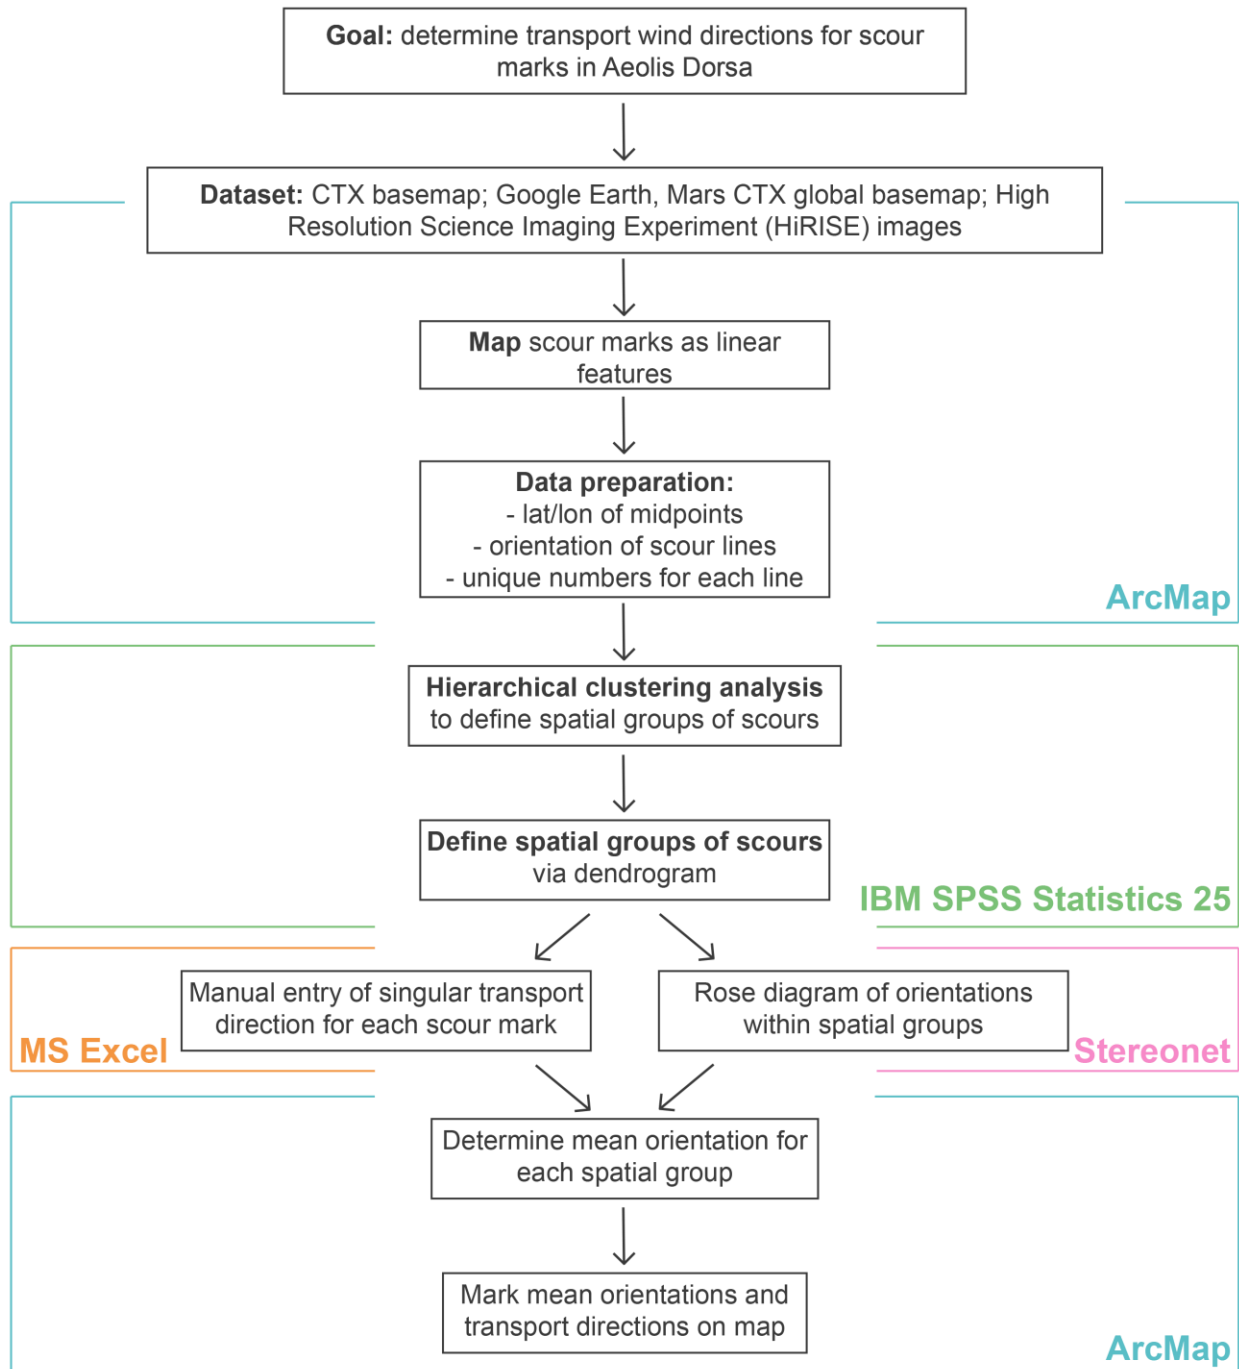 Goal: determine transport wind directions for scour
marks in Aeolis Dorsa
Dataset: CTX basemap; Google Earth, Mars CTX global basemap; High
Resolution Science Imaging Experiment (HiRISE) images
Map scour marks as linear
features
Data preparation:
- lat/lon of midpoints
- orientation of scour lines
- unique numbers for each line
ArcMap
Hierarchical clustering analysis
to define spatial groups of scours
Define spatial groups of scours
via dendrogram
IBM SPSS Statistics 25
Manual entry of singular transport
direction for each scour mark
MS Excel
Rose diagram of orientations
within spatial groups
Stereonet
Determine mean orientation for
each spatial group
Mark mean orientations and
transport directions on map
ArcMap